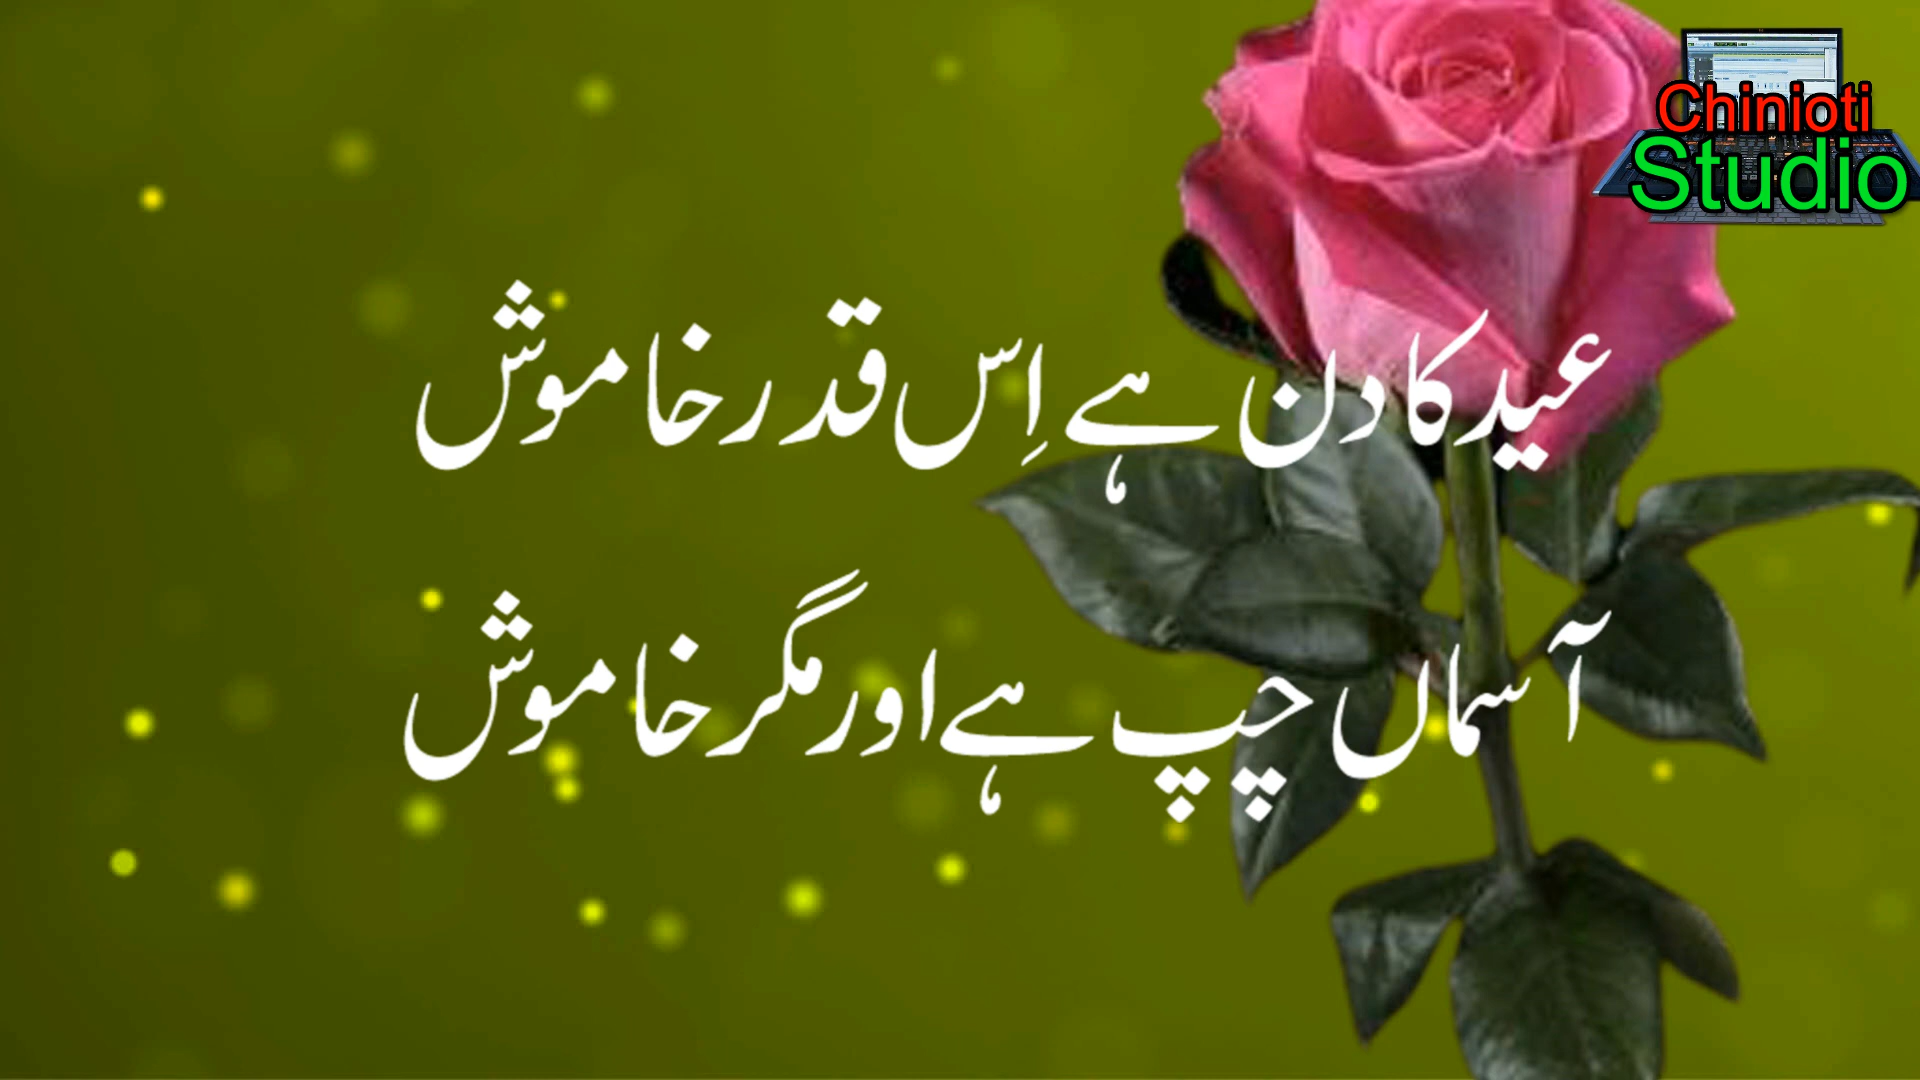 Chinioti
Studio
عید کا دن ہے اِس قدر خاموش
آسماں چپ ہے اور مگر خاموش